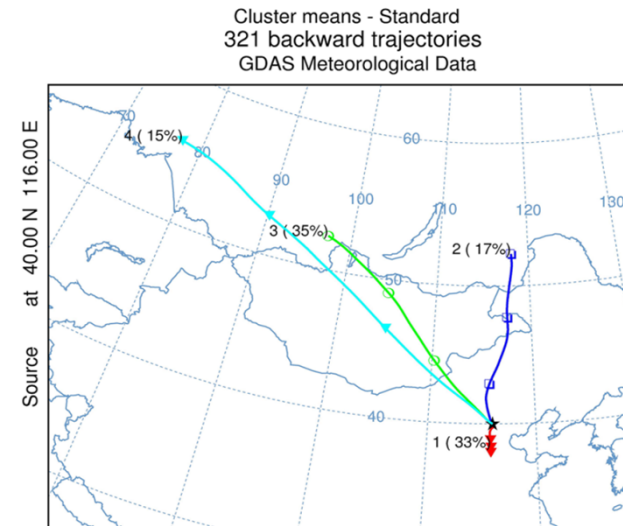 Cluster means - Standard
321 backward trajectories
GDAS Meteorological Data
Source at 40.00 N 116.00 E
70
4 ( 15%)
80
60
90
100
110
120
130
3 ( 35%)
2 ( 17%)
50
40
1 ( 33%)